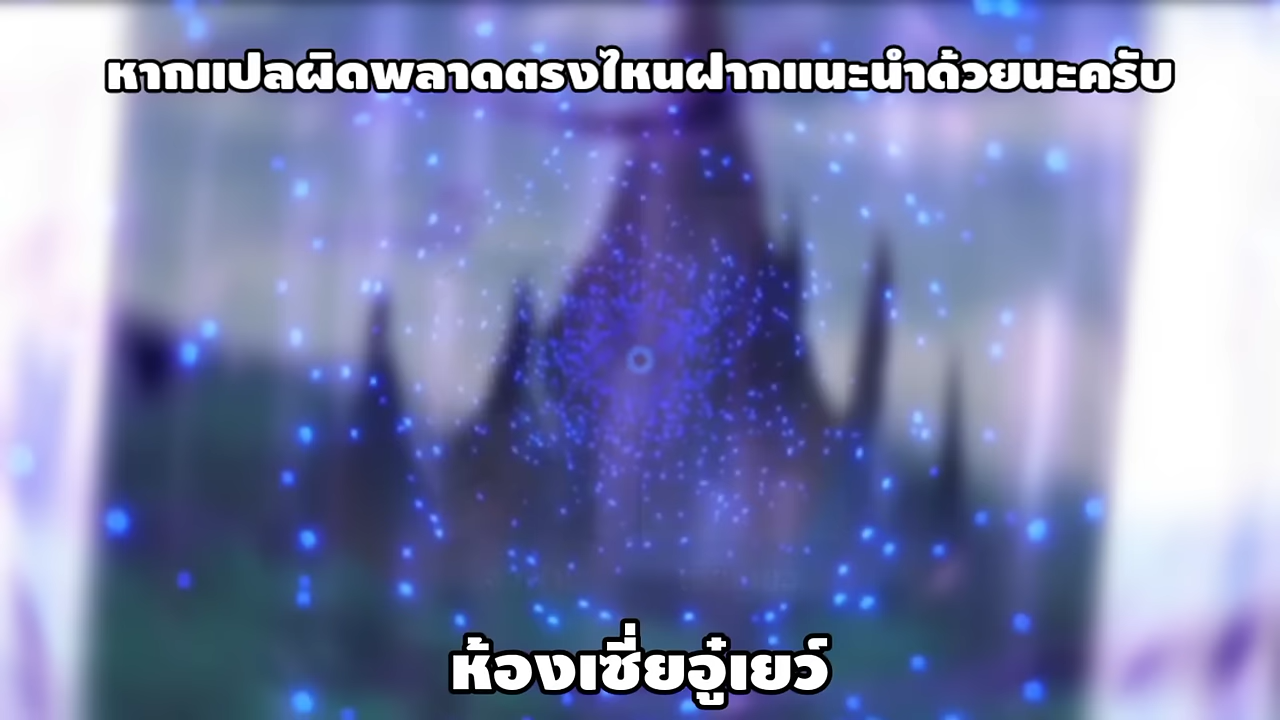 หากแปลผิดพลาดตรงไหนฝากแนะนำด้วยนะครับ
ห้องเซี่ยอู๋เยว์